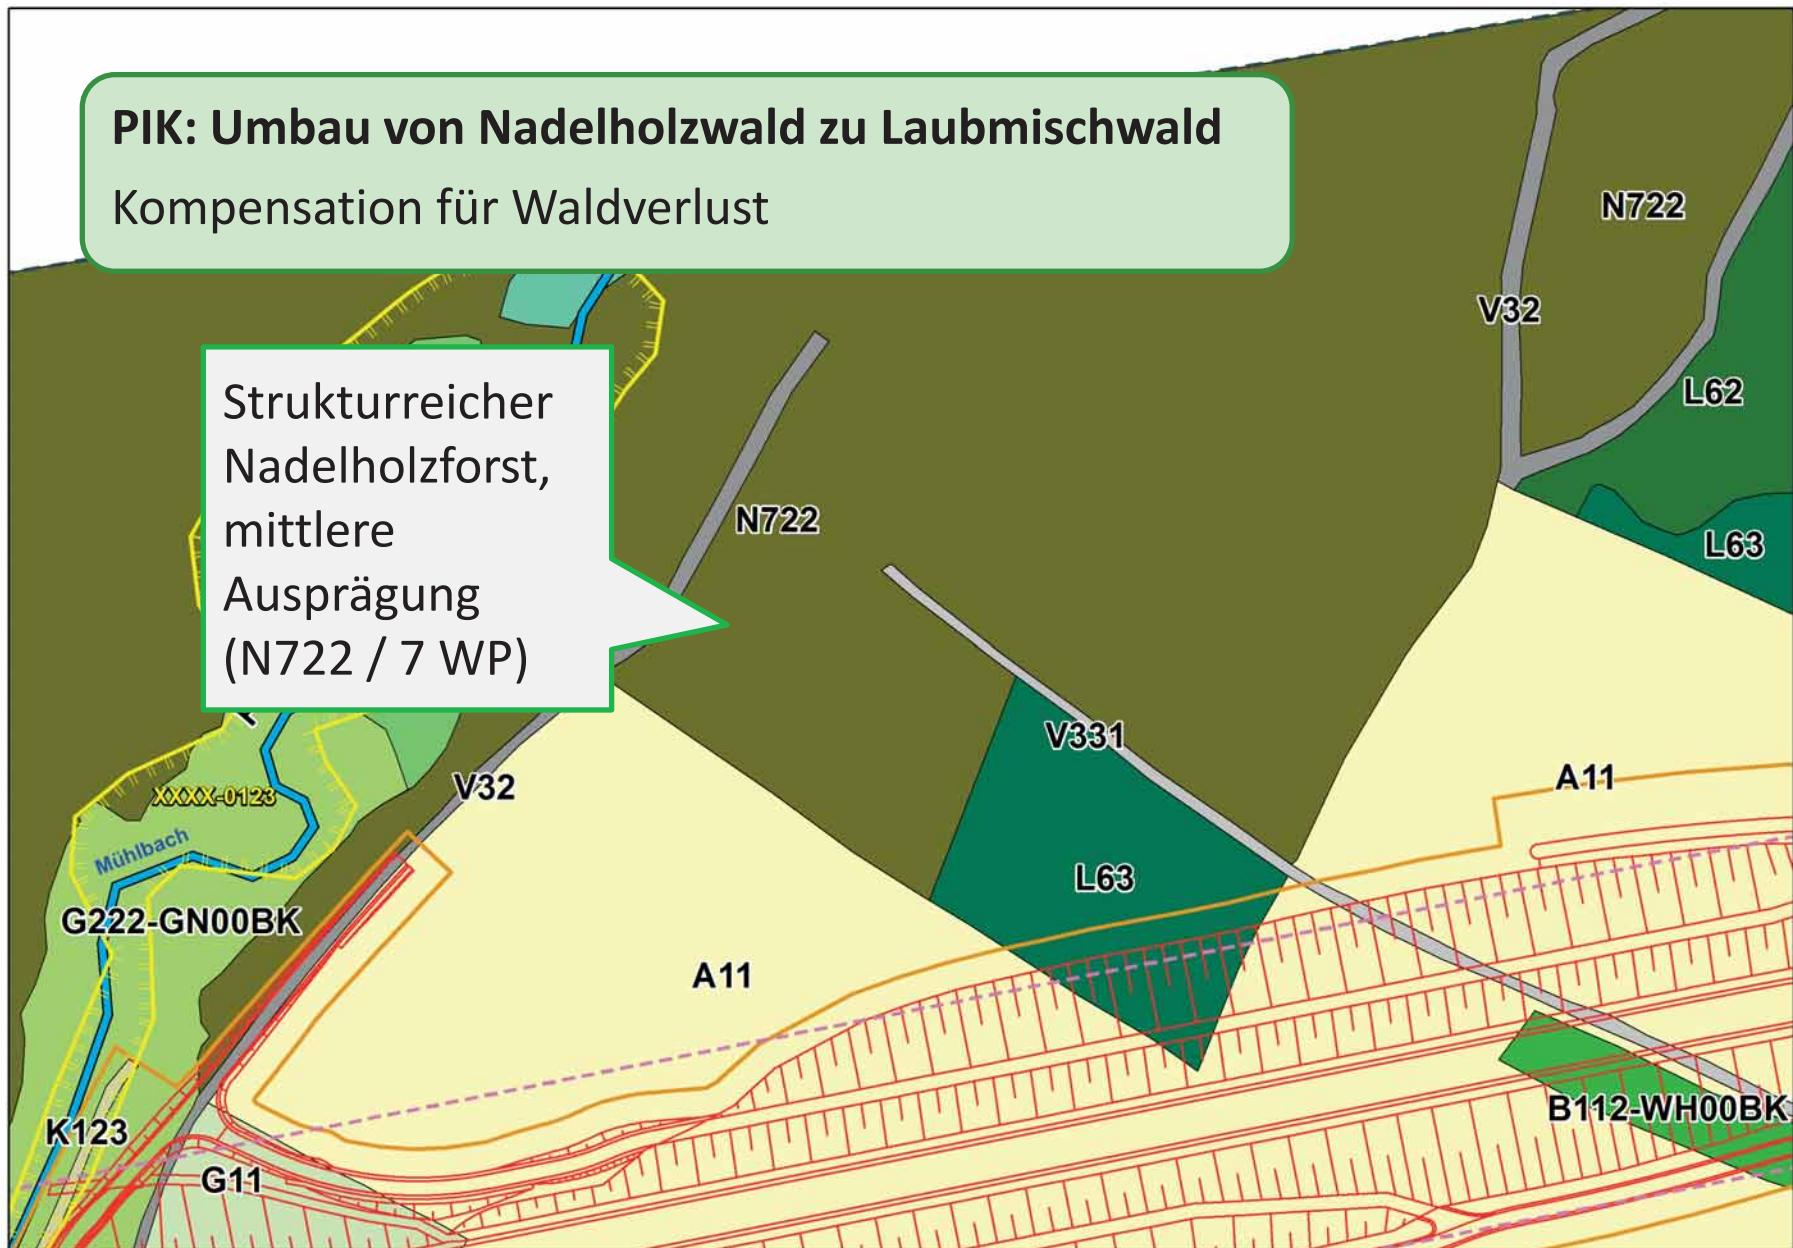 PIK: Umbau von Nadelholzwald zu Laubmischwald
Kompensation für Waldverlust
N722
V32
L62
Strukturreicher
Nadelholzforst,
mittlere
Ausprägung
(N722 / 7 WP)
N722
L63
V331
A11
V32
XXXX-0123
Mühlbach
L63
G222-GN00BK
A11
B112-WH00BK
K123
G11